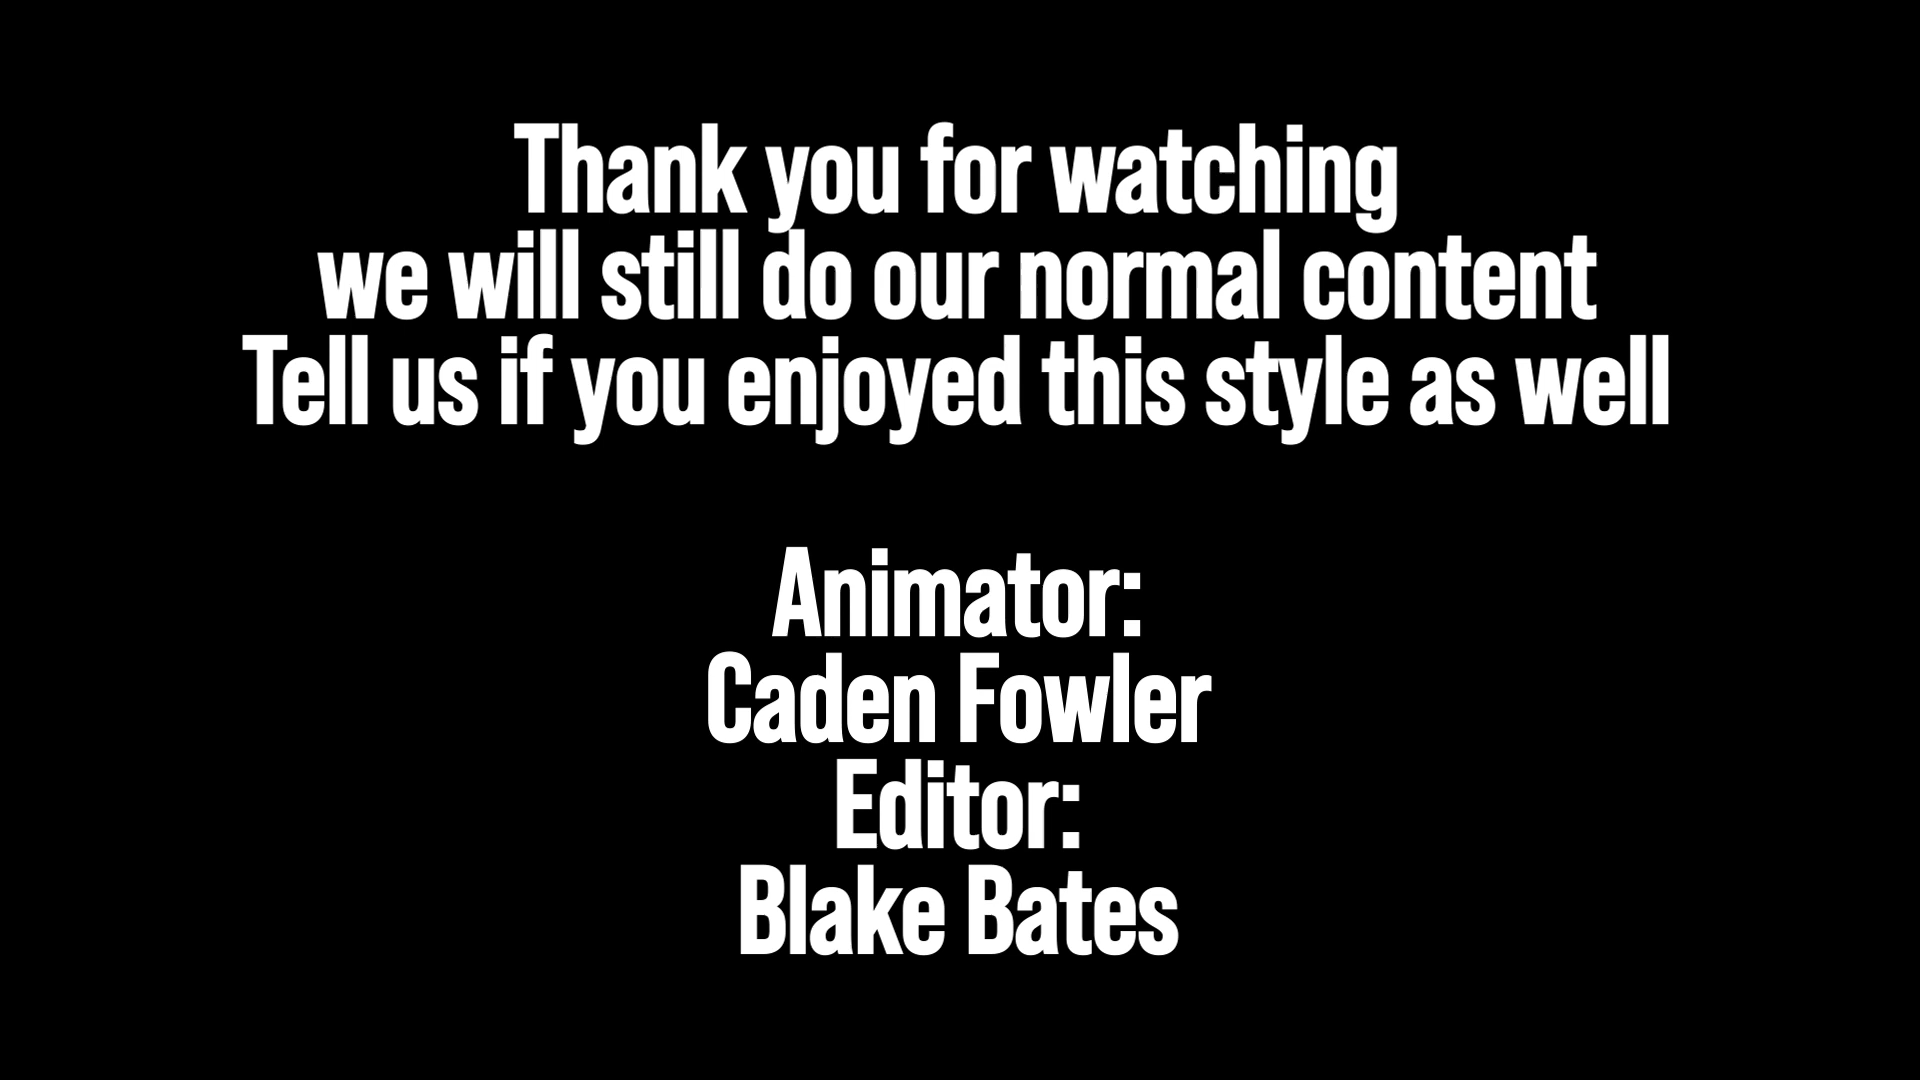 Thank you for watching
we will still do our normal content
Tell us if you enjoyed this style as well
Animator:
Caden Fowler
Editor:
Blake Bates